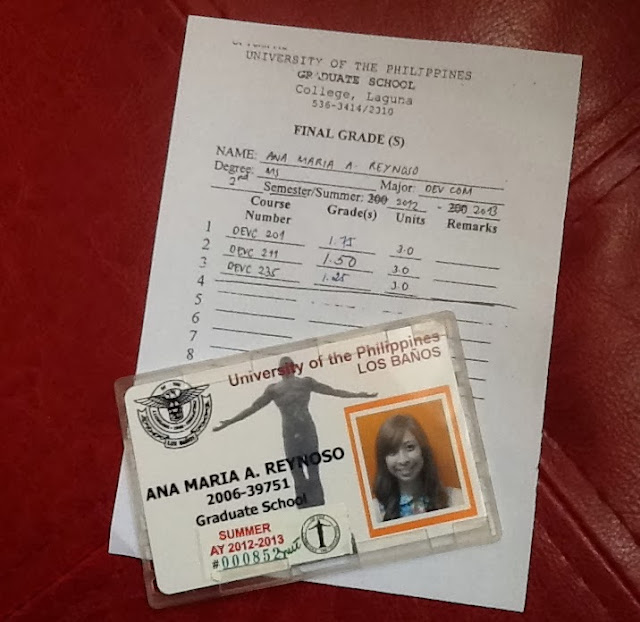 UNIVERSITY OF THE PHILIPPINES
GRADUATE SCHOOL
College, Laguna
536-3414/2310
FINAL GRADE (S)
NAME: ANA MARIA A. REYNOSO
Degree: MS Major: DEV COM
2nd Semester/Summer: 200 2012 - 200 2013
Course Number Grade(s) Units Remarks
1 DEVC 201 1.75 3.0
2 DEVC 211 1.50 3.0
3 DEVC 235 1.25 3.0
4
5
6
7
8
University of the Philippines
LOS BAÑOS
ANA MARIA A. REYNOSO
2006-39751
Graduate School
SUMMER
AY 2012-2013
#000852